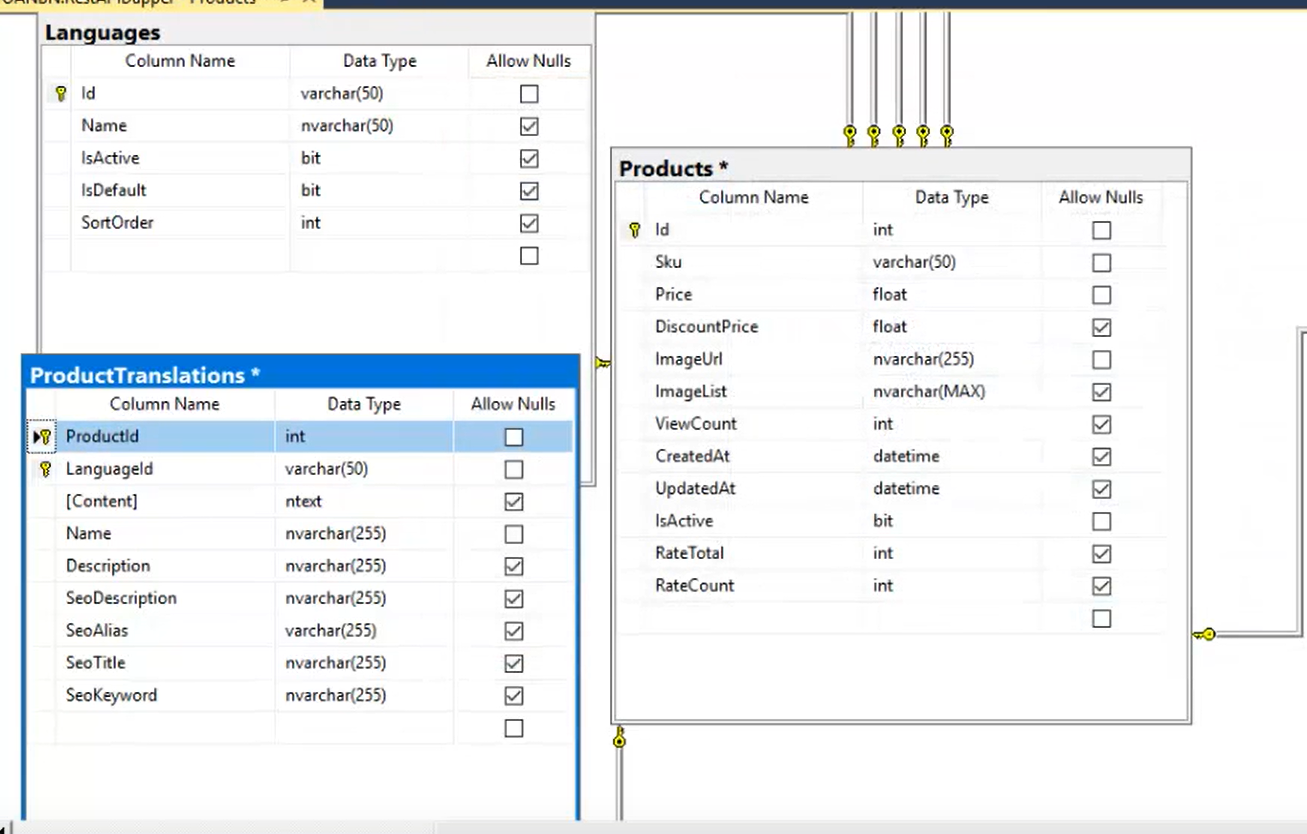 Languages
Column Name Data Type Allow Nulls
Id varchar(50)
Name nvarchar(50)
IsActive bit
IsDefault bit
SortOrder int
Products *
Column Name Data Type Allow Nulls
Id int
Sku varchar(50)
Price float
DiscountPrice float
ImageUrl nvarchar(255)
ImageList nvarchar(MAX)
ViewCount int
CreatedAt datetime
UpdatedAt datetime
IsActive bit
RateTotal int
RateCount int
ProductTranslations *
Column Name Data Type Allow Nulls
ProductId int
LanguageId varchar(50)
[Content] ntext
Name nvarchar(255)
Description nvarchar(255)
SeoDescription nvarchar(255)
SeoAlias varchar(255)
SeoTitle nvarchar(255)
SeoKeyword nvarchar(255)